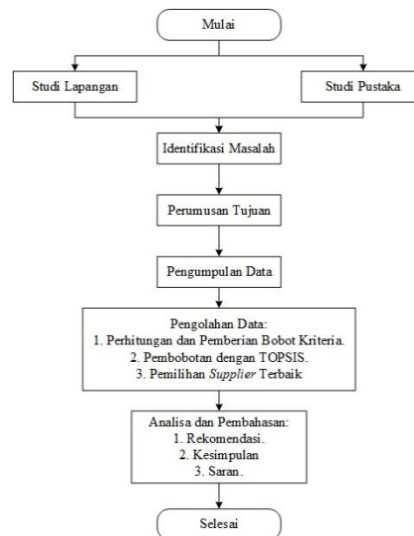 Mulai
Studi Lapangan
Studi Pustaka
Identifikasi Masalah
Perumusan Tujuan
Pengumpulan Data
Pengolahan Data:
1. Perhitungan dan Pemberian Bobot Kriteria.
2. Pembobotan dengan TOPSIS.
3. Pemilihan Supplier Terbaik
Analisa dan Pembahasan:
1. Rekomendasi.
2. Kesimpulan
3. Saran.
Selesai